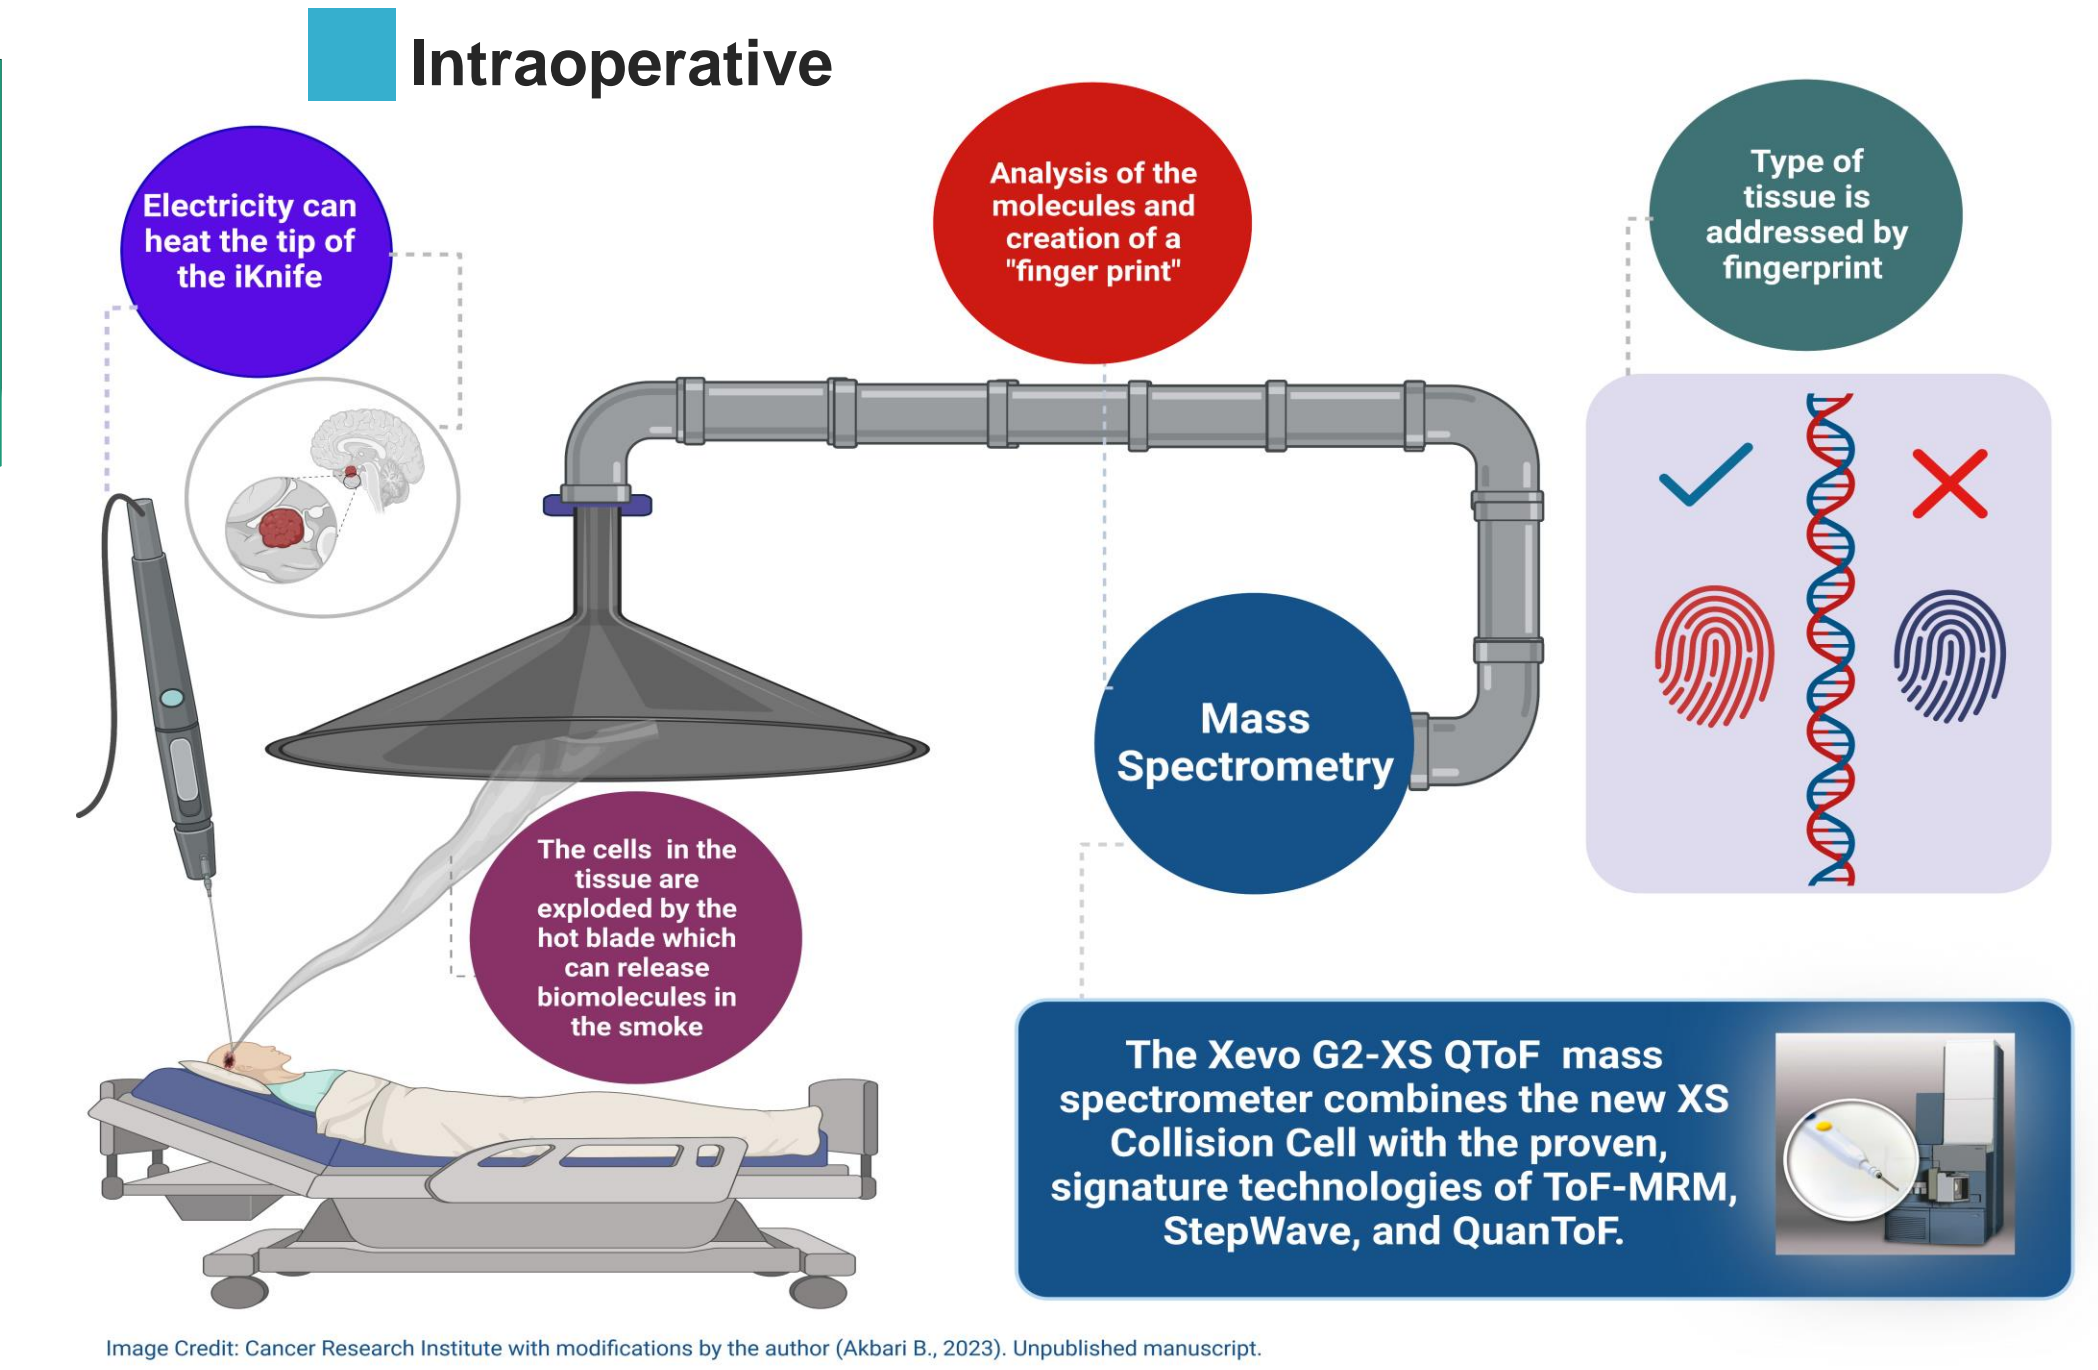 Intraoperative
Electricity can
heat the tip of
the iKnife
Analysis of the
molecules and
creation of a
"finger print"
Type of
tissue is
addressed by
fingerprint
Mass
Spectrometry
The cells in the
tissue are
exploded by the
hot blade which
can release
biomolecules in
the smoke
The Xevo G2-XS QToF mass
spectrometer combines the new XS
Collision Cell with the proven,
signature technologies of ToF-MRM,
StepWave, and QuanToF.
Image Credit: Cancer Research Institute with modifications by the author (Akbari B., 2023). Unpublished manuscript.